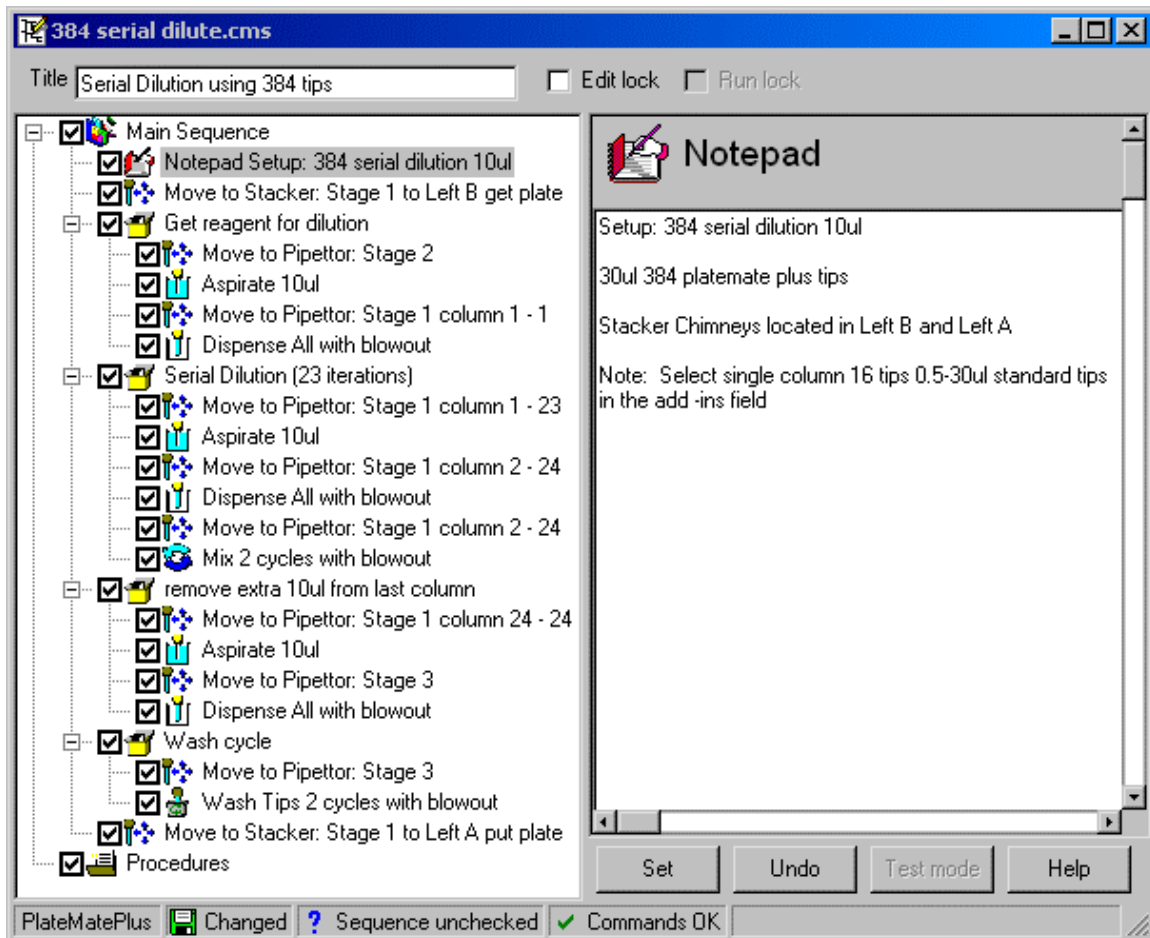 384 serial dilute.cms
Title Serial Dilution using 384 tips Edit lock Run lock
Main Sequence
Notepad Setup: 384 serial dilution 10ul
Move to Stacker: Stage 1 to Left B get plate
Get reagent for dilution
Move to Pipettor: Stage 2
Aspirate 10ul
Move to Pipettor: Stage 1 column 1 - 1
Dispense All with blowout
Serial Dilution (23 iterations)
Move to Pipettor: Stage 1 column 1 - 23
Aspirate 10ul
Move to Pipettor: Stage 1 column 2 - 24
Dispense All with blowout
Move to Pipettor: Stage 1 column 2 - 24
Mix 2 cycles with blowout
remove extra 10ul from last column
Move to Pipettor: Stage 1 column 24 - 24
Aspirate 10ul
Move to Pipettor: Stage 3
Dispense All with blowout
Wash cycle
Move to Pipettor: Stage 3
Wash Tips 2 cycles with blowout
Move to Stacker: Stage 1 to Left A put plate
Procedures
Notepad
Setup: 384 serial dilution 10ul
30ul 384 platemate plus tips
Stacker Chimneys located in Left B and Left A
Note: Select single column 16 tips 0.5-30ul standard tips
in the add -ins field
Set Undo Test mode Help
PlateMatePlus Changed ? Sequence unchecked Commands OK